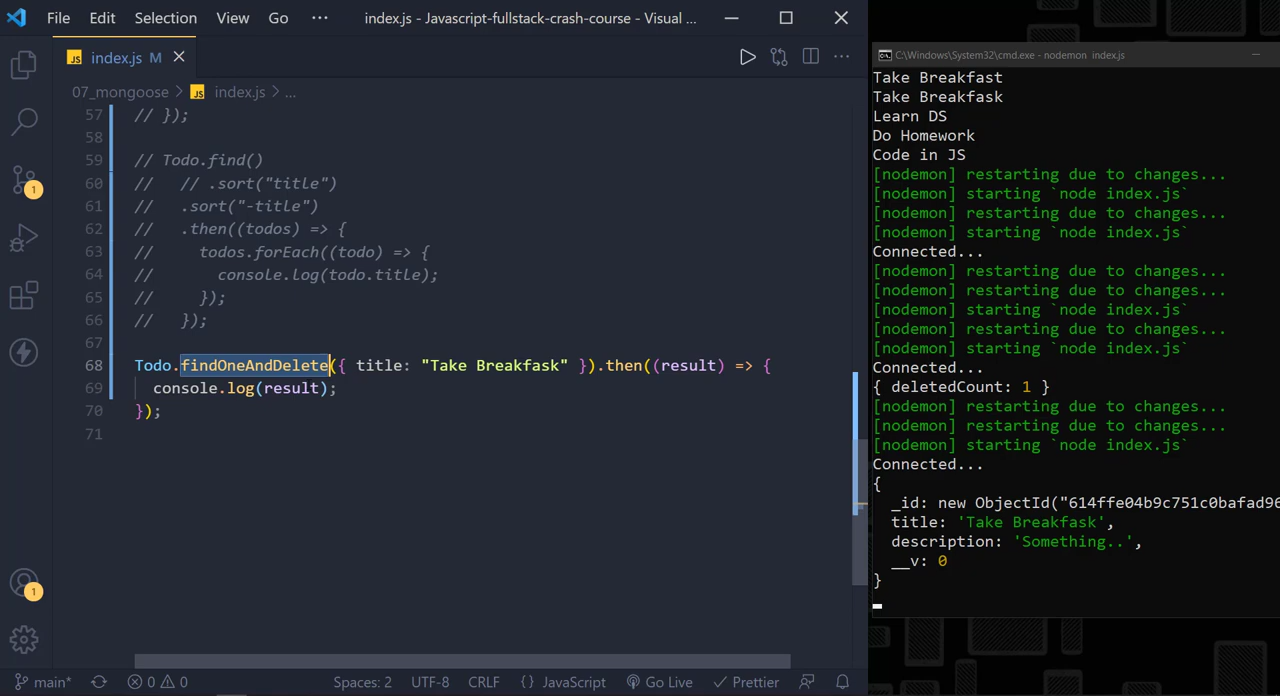 File Edit Selection View Go ··· index.js - Javascript-fullstack-crash-course - Visual ...
JS index.js M
07_mongoose > JS index.js > ...
57 // });
58
59 // Todo.find()
60 //   // .sort("title")
61 //   .sort("-title")
62 //   .then((todos) => {
63 //     todos.forEach((todo) => {
64 //       console.log(todo.title);
65 //     });
66 //   });
67
68 Todo.findOneAndDelete({ title: "Take Breakfask" }).then((result) => {
69   console.log(result);
70 });
71
1
1
main* 0 0 Spaces: 2 UTF-8 CRLF {} JavaScript Go Live Prettier
C:\Windows\System32\cmd.exe - nodemon index.js
Take Breakfast
Take Breakfask
Learn DS
Do Homework
Code in JS
[nodemon] restarting due to changes...
[nodemon] starting `node index.js`
[nodemon] restarting due to changes...
[nodemon] starting `node index.js`
Connected...
[nodemon] restarting due to changes...
[nodemon] restarting due to changes...
[nodemon] starting `node index.js`
[nodemon] restarting due to changes...
[nodemon] starting `node index.js`
Connected...
{ deletedCount: 1 }
[nodemon] restarting due to changes...
[nodemon] restarting due to changes...
[nodemon] starting `node index.js`
Connected...
{
  _id: new ObjectId("614ffe04b9c751c0bafad96
  title: 'Take Breakfask',
  description: 'Something..',
  __v: 0
}